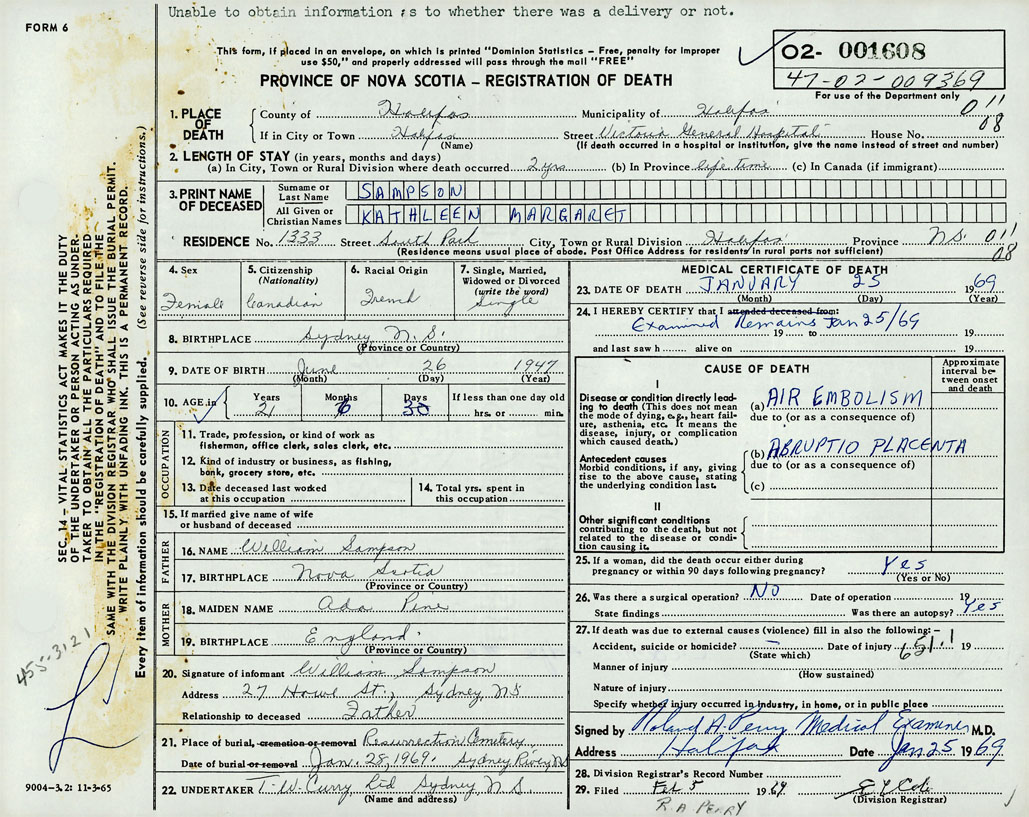 Unable to obtain information as to whether there was a delivery or not.
FORM 6
This form, if placed in an envelope, on which is printed "Dominion Statistics – Free, penalty for improper
use $50," and properly addressed will pass through the mail "FREE"
PROVINCE OF NOVA SCOTIA – REGISTRATION OF DEATH
02- 001608
47-02-009369
For use of the Department only
011
08
1. PLACE OF DEATH
County of Halifax Municipality of Halifax
If in City or Town Halifax Street Victoria General Hospital House No.
(Name) (If death occurred in a hospital or institution, give the name instead of street and number)
2. LENGTH OF STAY (in years, months and days)
(a) In City, Town or Rural Division where death occurred 2 yrs (b) In Province life time (c) In Canada (if immigrant)
3. PRINT NAME OF DECEASED
Surname or Last Name SAMPSON
All Given or Christian Names KATHLEEN MARGARET
RESIDENCE No. 1333 Street South Park City, Town or Rural Division Halifax Province N.S. 011
(Residence means usual place of abode. Post Office Address for residents in rural parts not sufficient) 08
4. Sex Female
5. Citizenship (Nationality) Canadian
6. Racial Origin French
7. Single, Married, Widowed or Divorced (write the word) Single
8. BIRTHPLACE Sydney N.S.
(Province or Country)
9. DATE OF BIRTH June 26 1947
(Month) (Day) (Year)
10. AGE in Years 21 Months 6 Days 30 If less than one day old
hrs. or min.
OCCUPATION
11. Trade, profession, or kind of work as
fisherman, office clerk, sales clerk, etc.
12. Kind of industry or business, as fishing,
bank, grocery store, etc.
13. Date deceased last worked
at this occupation
14. Total yrs. spent in
this occupation
15. If married give name of wife
or husband of deceased
FATHER
16. NAME William Sampson
17. BIRTHPLACE Nova Scotia
(Province or Country)
MOTHER
18. MAIDEN NAME Ada Pine
19. BIRTHPLACE England
(Province or Country)
20. Signature of informant William Sampson
Address 27 Howe St., Sydney, N.S
Relationship to deceased Father
21. Place of burial, cremation or removal Resurrection Cemetery
Date of burial or removal Jan. 28, 1969. Sydney River, N.S
22. UNDERTAKER T.W. Curry Ltd Sydney N.S.
(Name and address)
MEDICAL CERTIFICATE OF DEATH
23. DATE OF DEATH JANUARY 25 1969
(Month) (Day) (Year)
24. I HEREBY CERTIFY that I attended deceased from:
Examined Remains Jan 25/69
19 to 19
and last saw h alive on 19
CAUSE OF DEATH
Approximate interval between onset and death
I
Disease or condition directly leading to death (This does not mean the mode of dying, e.g., heart failure, asthenia, etc. It means the disease, injury, or complication which caused death.)
(a) AIR EMBOLISM
due to (or as a consequence of)
Antecedent causes
Morbid conditions, if any, giving rise to the above cause, stating the underlying condition last.
(b) ABRUPTIO PLACENTA
due to (or as a consequence of)
(c)
II
Other significant conditions
contributing to the death, but not related to the disease or condition causing it.
25. If a woman, did the death occur either during
pregnancy or within 90 days following pregnancy? Yes
(Yes or No)
26. Was there a surgical operation? No Date of operation 19
State findings Was there an autopsy? Yes
27. If death was due to external causes (violence) fill in also the following: –
Accident, suicide or homicide? – Date of injury 19
(State which) 651.1
Manner of injury
(How sustained)
Nature of injury
Specify whether injury occurred in industry, in home, or in public place
Signed by Roland A. Perry Medical Examiner M.D.
Address Halifax Date Jan. 25 1969
28. Division Registrar's Record Number
29. Filed Feb 5 1969
(Division Registrar)
R A PERRY
SEC. 14 – VITAL STATISTICS ACT MAKES IT THE DUTY
OF THE UNDERTAKER OR PERSON ACTING AS UNDERTAKER TO OBTAIN ALL THE PARTICULARS REQUIRED
IN THE "REGISTRATION OF DEATH" AND TO FILE THE
SAME WITH THE DIVISION REGISTRAR WHO SHALL ISSUE THE BURIAL PERMIT.
WRITE PLAINLY WITH UNFADING INK. THIS IS A PERMANENT RECORD.
Every item of information should be carefully supplied. (See reverse side for instructions.)
455-3121
9004-3.2: 11-3-65